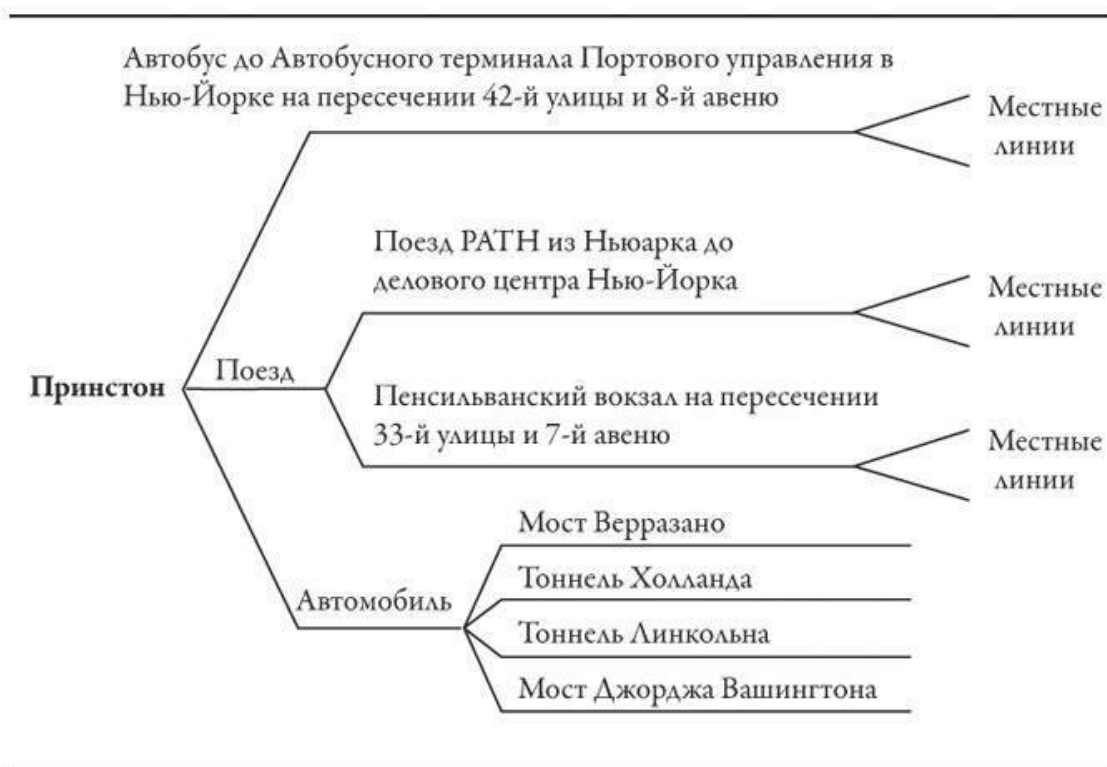 Автобус до Автобусного терминала Портового управления в
Нью-Йорке на пересечении 42-й улицы и 8-й авеню
Местные
линии
Поезд PATH из Ньюарка до
делового центра Нью-Йорка
Местные
линии
Принстон
Поезд
Пенсильванский вокзал на пересечении
33-й улицы и 7-й авеню
Местные
линии
Автомобиль
Мост Верразано
Тоннель Холланда
Тоннель Линкольна
Мост Джорджа Вашингтона